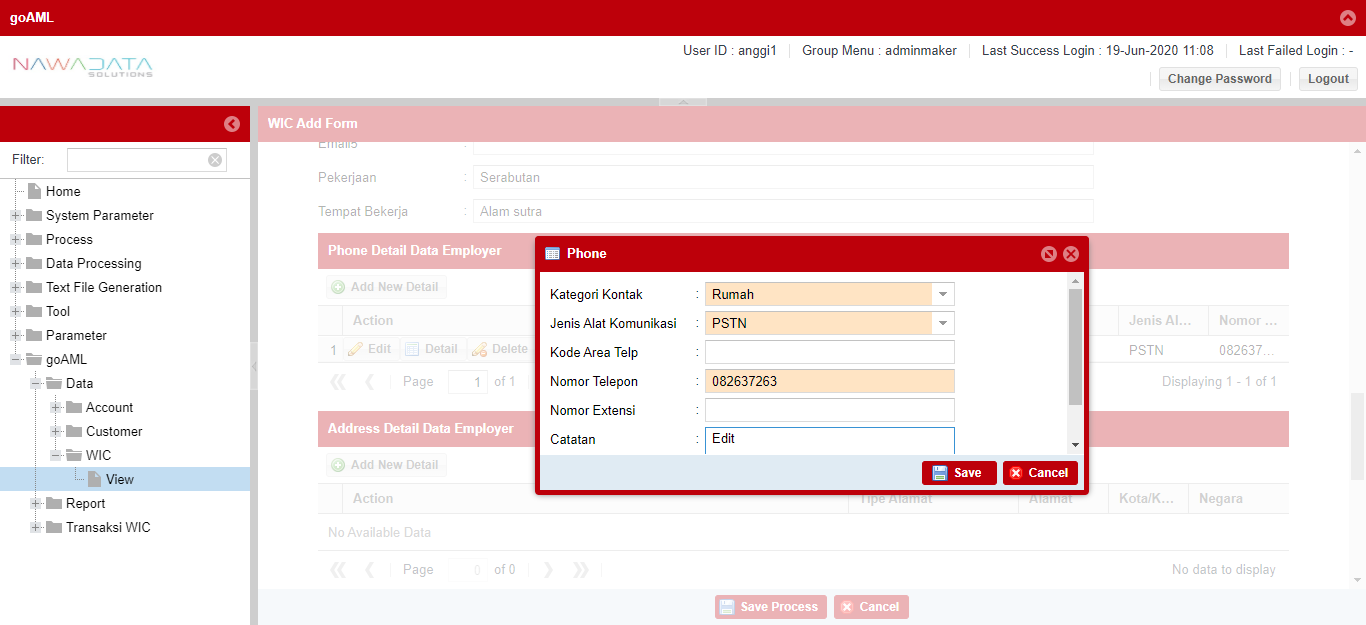 goAML
NAWADATA
SOLUTIONS
User ID : anggi1 Group Menu : adminmaker Last Success Login : 19-Jun-2020 11:08 Last Failed Login : -
Change Password Logout
Filter:
Home
System Parameter
Process
Data Processing
Text File Generation
Tool
Parameter
goAML
Data
Account
Customer
WIC
View
Report
Transaksi WIC
WIC Add Form
Email5 :
Pekerjaan : Serabutan
Tempat Bekerja : Alam sutra
Phone Detail Data Employer
Add New Detail
Action Jenis Al... Nomor ...
1 Edit Detail Delete PSTN 082637...
Page 1 of 1 Displaying 1 - 1 of 1
Address Detail Data Employer
Add New Detail
Action Tipe Alamat Alamat Kota/K... Negara
No Available Data
Page 0 of 0 No data to display
Save Process Cancel
Phone
Kategori Kontak : Rumah
Jenis Alat Komunikasi : PSTN
Kode Area Telp :
Nomor Telepon : 082637263
Nomor Extensi :
Catatan : Edit
Save Cancel